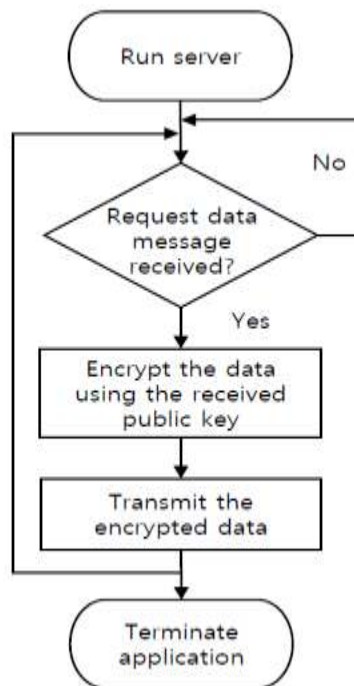 Run server
No
Request data
message
received?
Yes
Encrypt the data
using the received
public key
Transmit the
encrypted data
Terminate
application